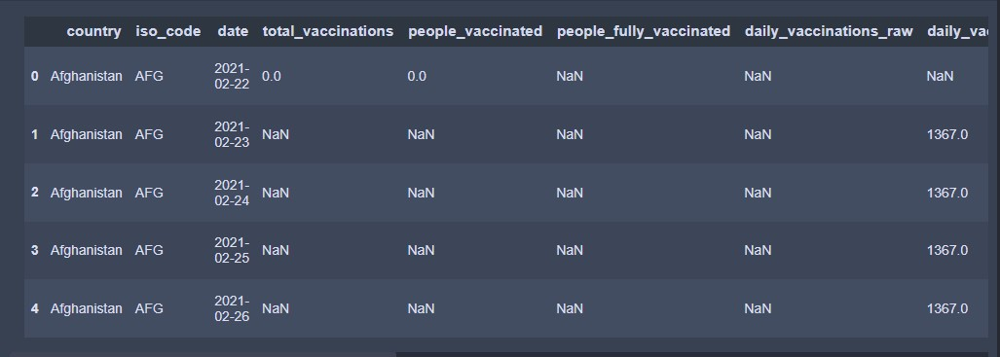 country iso_code date total_vaccinations people_vaccinated people_fully_vaccinated daily_vaccinations_raw daily_va
0 Afghanistan AFG 2021-02-22 0.0 0.0 NaN NaN NaN
1 Afghanistan AFG 2021-02-23 NaN NaN NaN NaN 1367.0
2 Afghanistan AFG 2021-02-24 NaN NaN NaN NaN 1367.0
3 Afghanistan AFG 2021-02-25 NaN NaN NaN NaN 1367.0
4 Afghanistan AFG 2021-02-26 NaN NaN NaN NaN 1367.0